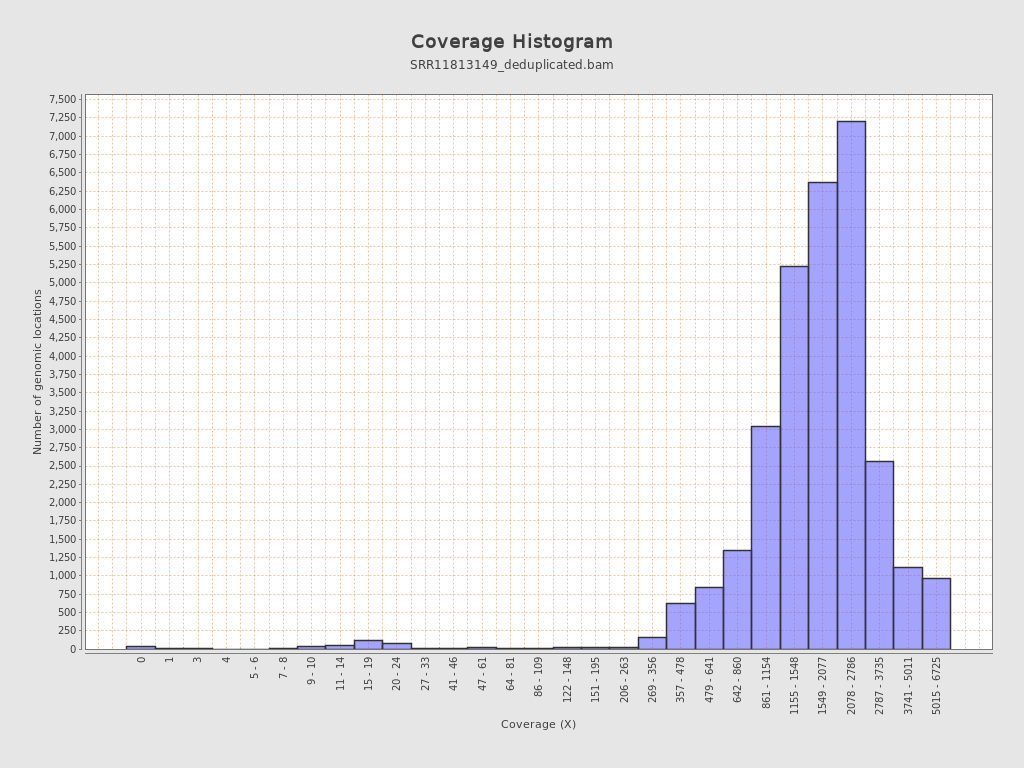 Coverage Histogram
SRR11813149_deduplicated.bam
Number of genomic locations
7,500
7,250
7,000
6,750
6,500
6,250
6,000
5,750
5,500
5,250
5,000
4,750
4,500
4,250
4,000
3,750
3,500
3,250
3,000
2,750
2,500
2,250
2,000
1,750
1,500
1,250
1,000
750
500
250
0
0
1
3
4
5 - 6
7 - 8
9 - 10
11 - 14
15 - 19
20 - 24
27 - 33
41 - 46
47 - 61
64 - 81
86 - 109
122 - 148
151 - 195
206 - 263
269 - 356
357 - 478
479 - 641
642 - 860
861 - 1154
1155 - 1548
1549 - 2077
2078 - 2786
2787 - 3735
3741 - 5011
5015 - 6725
Coverage (X)